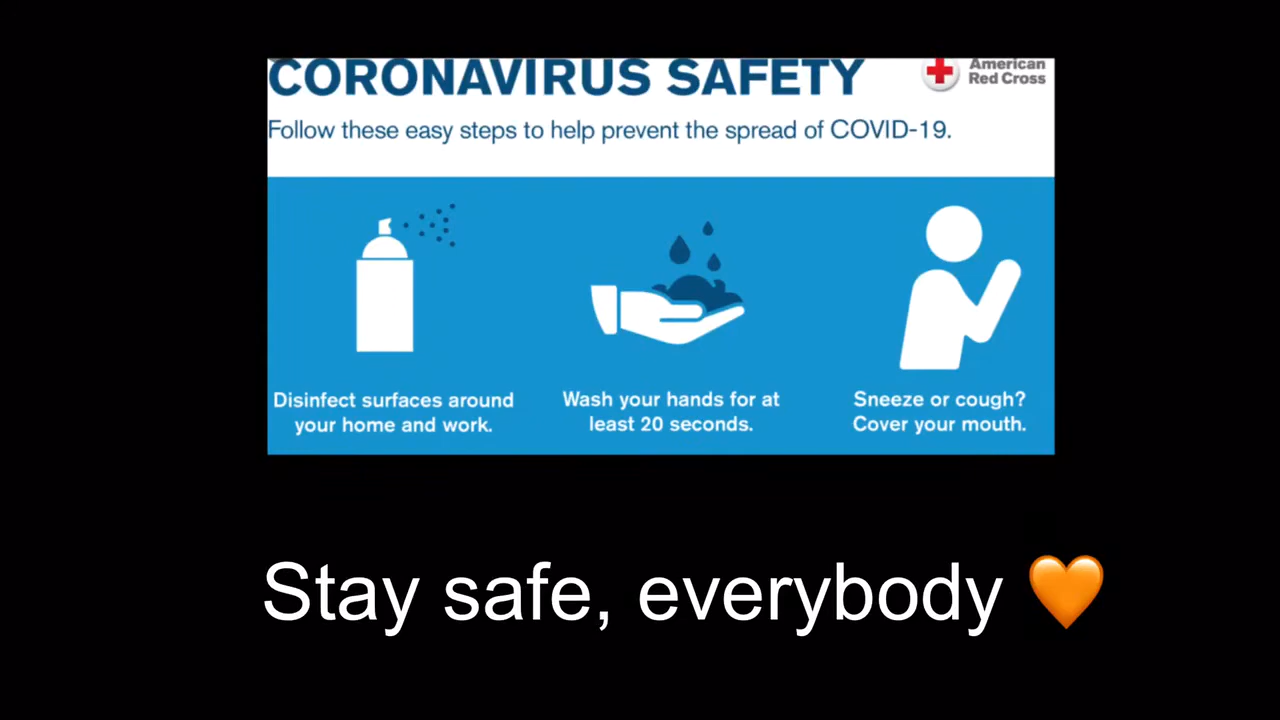 CORONAVIRUS SAFETY
American
Red Cross
Follow these easy steps to help prevent the spread of COVID-19.
Disinfect surfaces around
your home and work.
Wash your hands for at
least 20 seconds.
Sneeze or cough?
Cover your mouth.
Stay safe, everybody 🧡